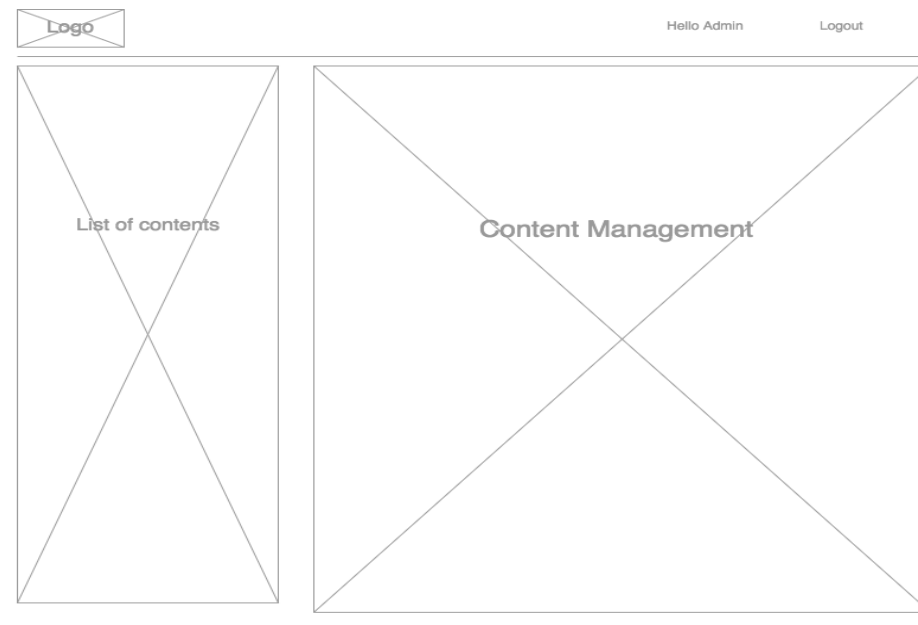 Logo
Hello Admin
Logout
List of contents
Content Management